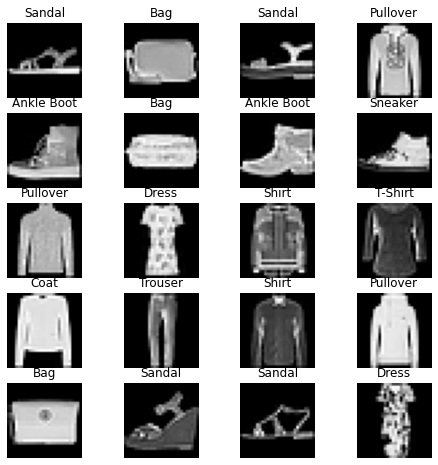 Sandal Bag Sandal Pullover
Ankle Boot Bag Ankle Boot Sneaker
Pullover Dress Shirt T-Shirt
Coat Trouser Shirt Pullover
Bag Sandal Sandal Dress